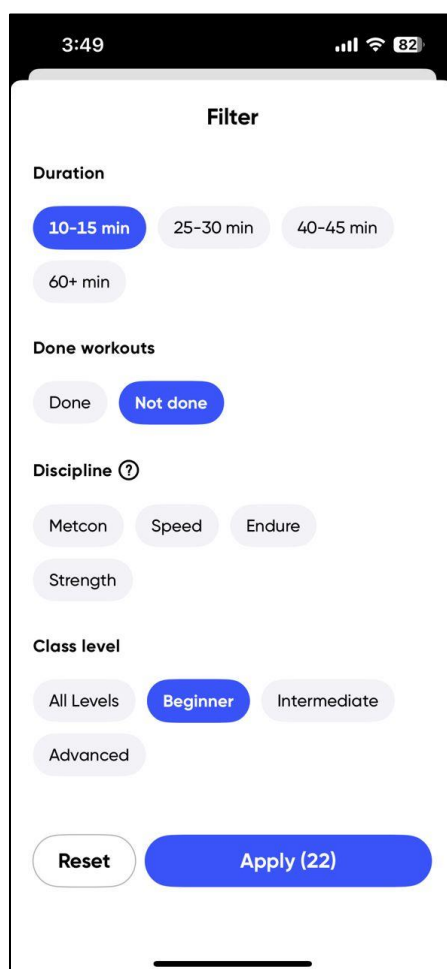 3:49 82
Filter
Duration
10-15 min 25-30 min 40-45 min
60+ min
Done workouts
Done Not done
Discipline ?
Metcon Speed Endure
Strength
Class level
All Levels Beginner Intermediate
Advanced
Reset Apply (22)